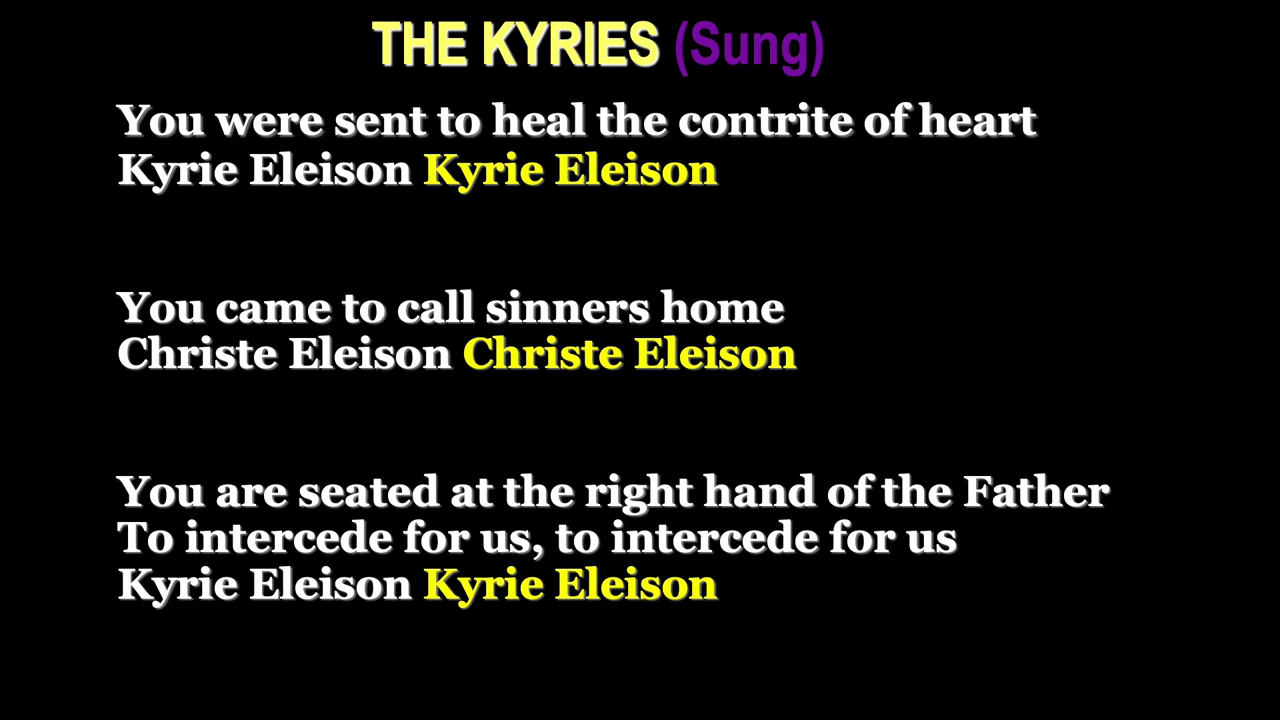 THE KYRIES (Sung)
You were sent to heal the contrite of heart
Kyrie Eleison Kyrie Eleison
You came to call sinners home
Christe Eleison Christe Eleison
You are seated at the right hand of the Father
To intercede for us, to intercede for us
Kyrie Eleison Kyrie Eleison